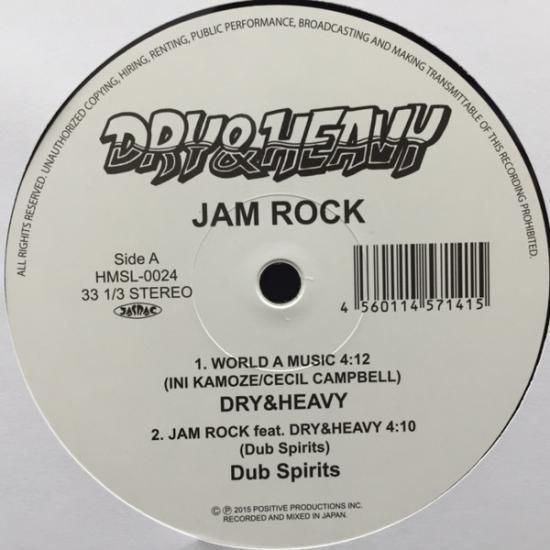 ALL RIGHTS RESERVED. UNAUTHORIZED COPYING, HIRING, RENTING, PUBLIC PERFORMANCE, BROADCASTING AND MAKING TRANSMITTABLE OF THIS RECORDING PROHIBITED.
DRY&HEAVY
JAM ROCK
Side A
HMSL-0024
33 1/3 STEREO
JASRAC
4 560114 571415
1. WORLD A MUSIC 4:12
(INI KAMOZE/CECIL CAMPBELL)
DRY&HEAVY
2. JAM ROCK feat. DRY&HEAVY 4:10
(Dub Spirits)
Dub Spirits
© ℗ 2015 POSITIVE PRODUCTIONS INC.
RECORDED AND MIXED IN JAPAN.